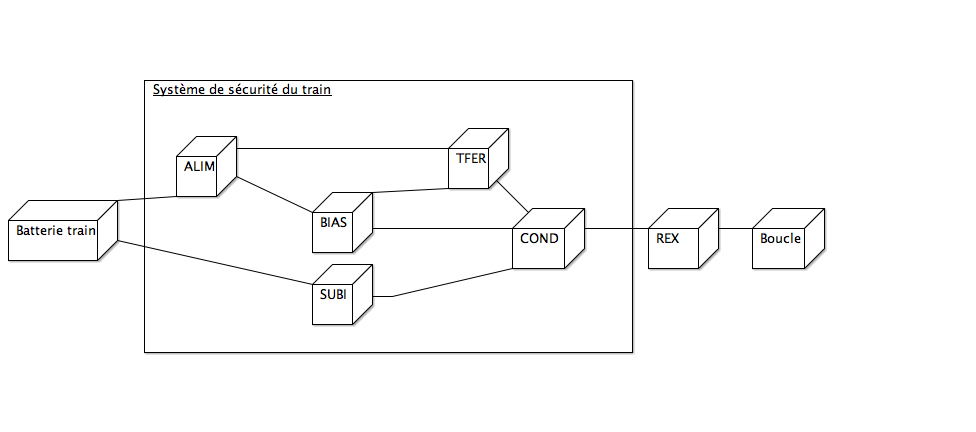 Système de sécurité du train
ALIM
TFER
BIAS
Batterie train
COND
REX
Boucle
SUBI